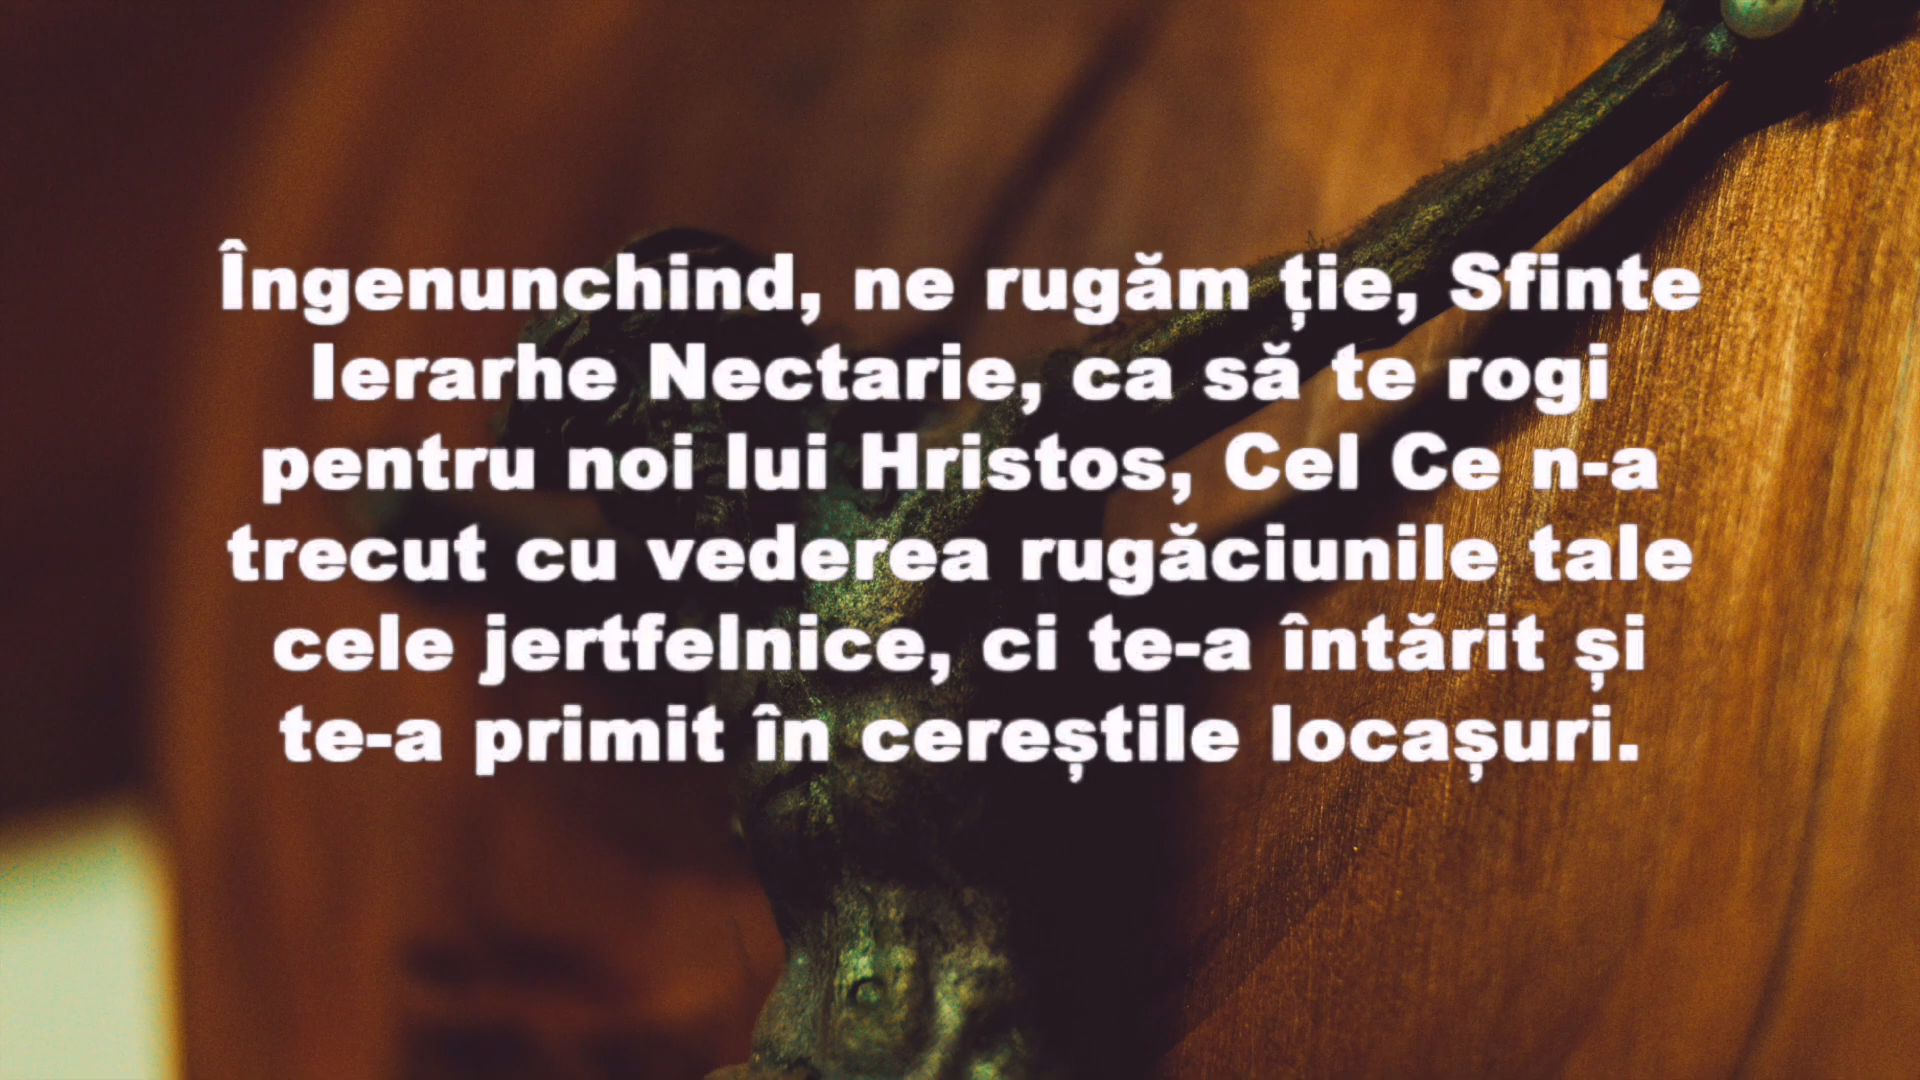 Îngenunchind, ne rugăm ție, Sfinte
Ierarhe Nectarie, ca să te rogi
pentru noi lui Hristos, Cel Ce n-a
trecut cu vederea rugăciunile tale
cele jertfelnice, ci te-a întărit și
te-a primit în cereștile locașuri.